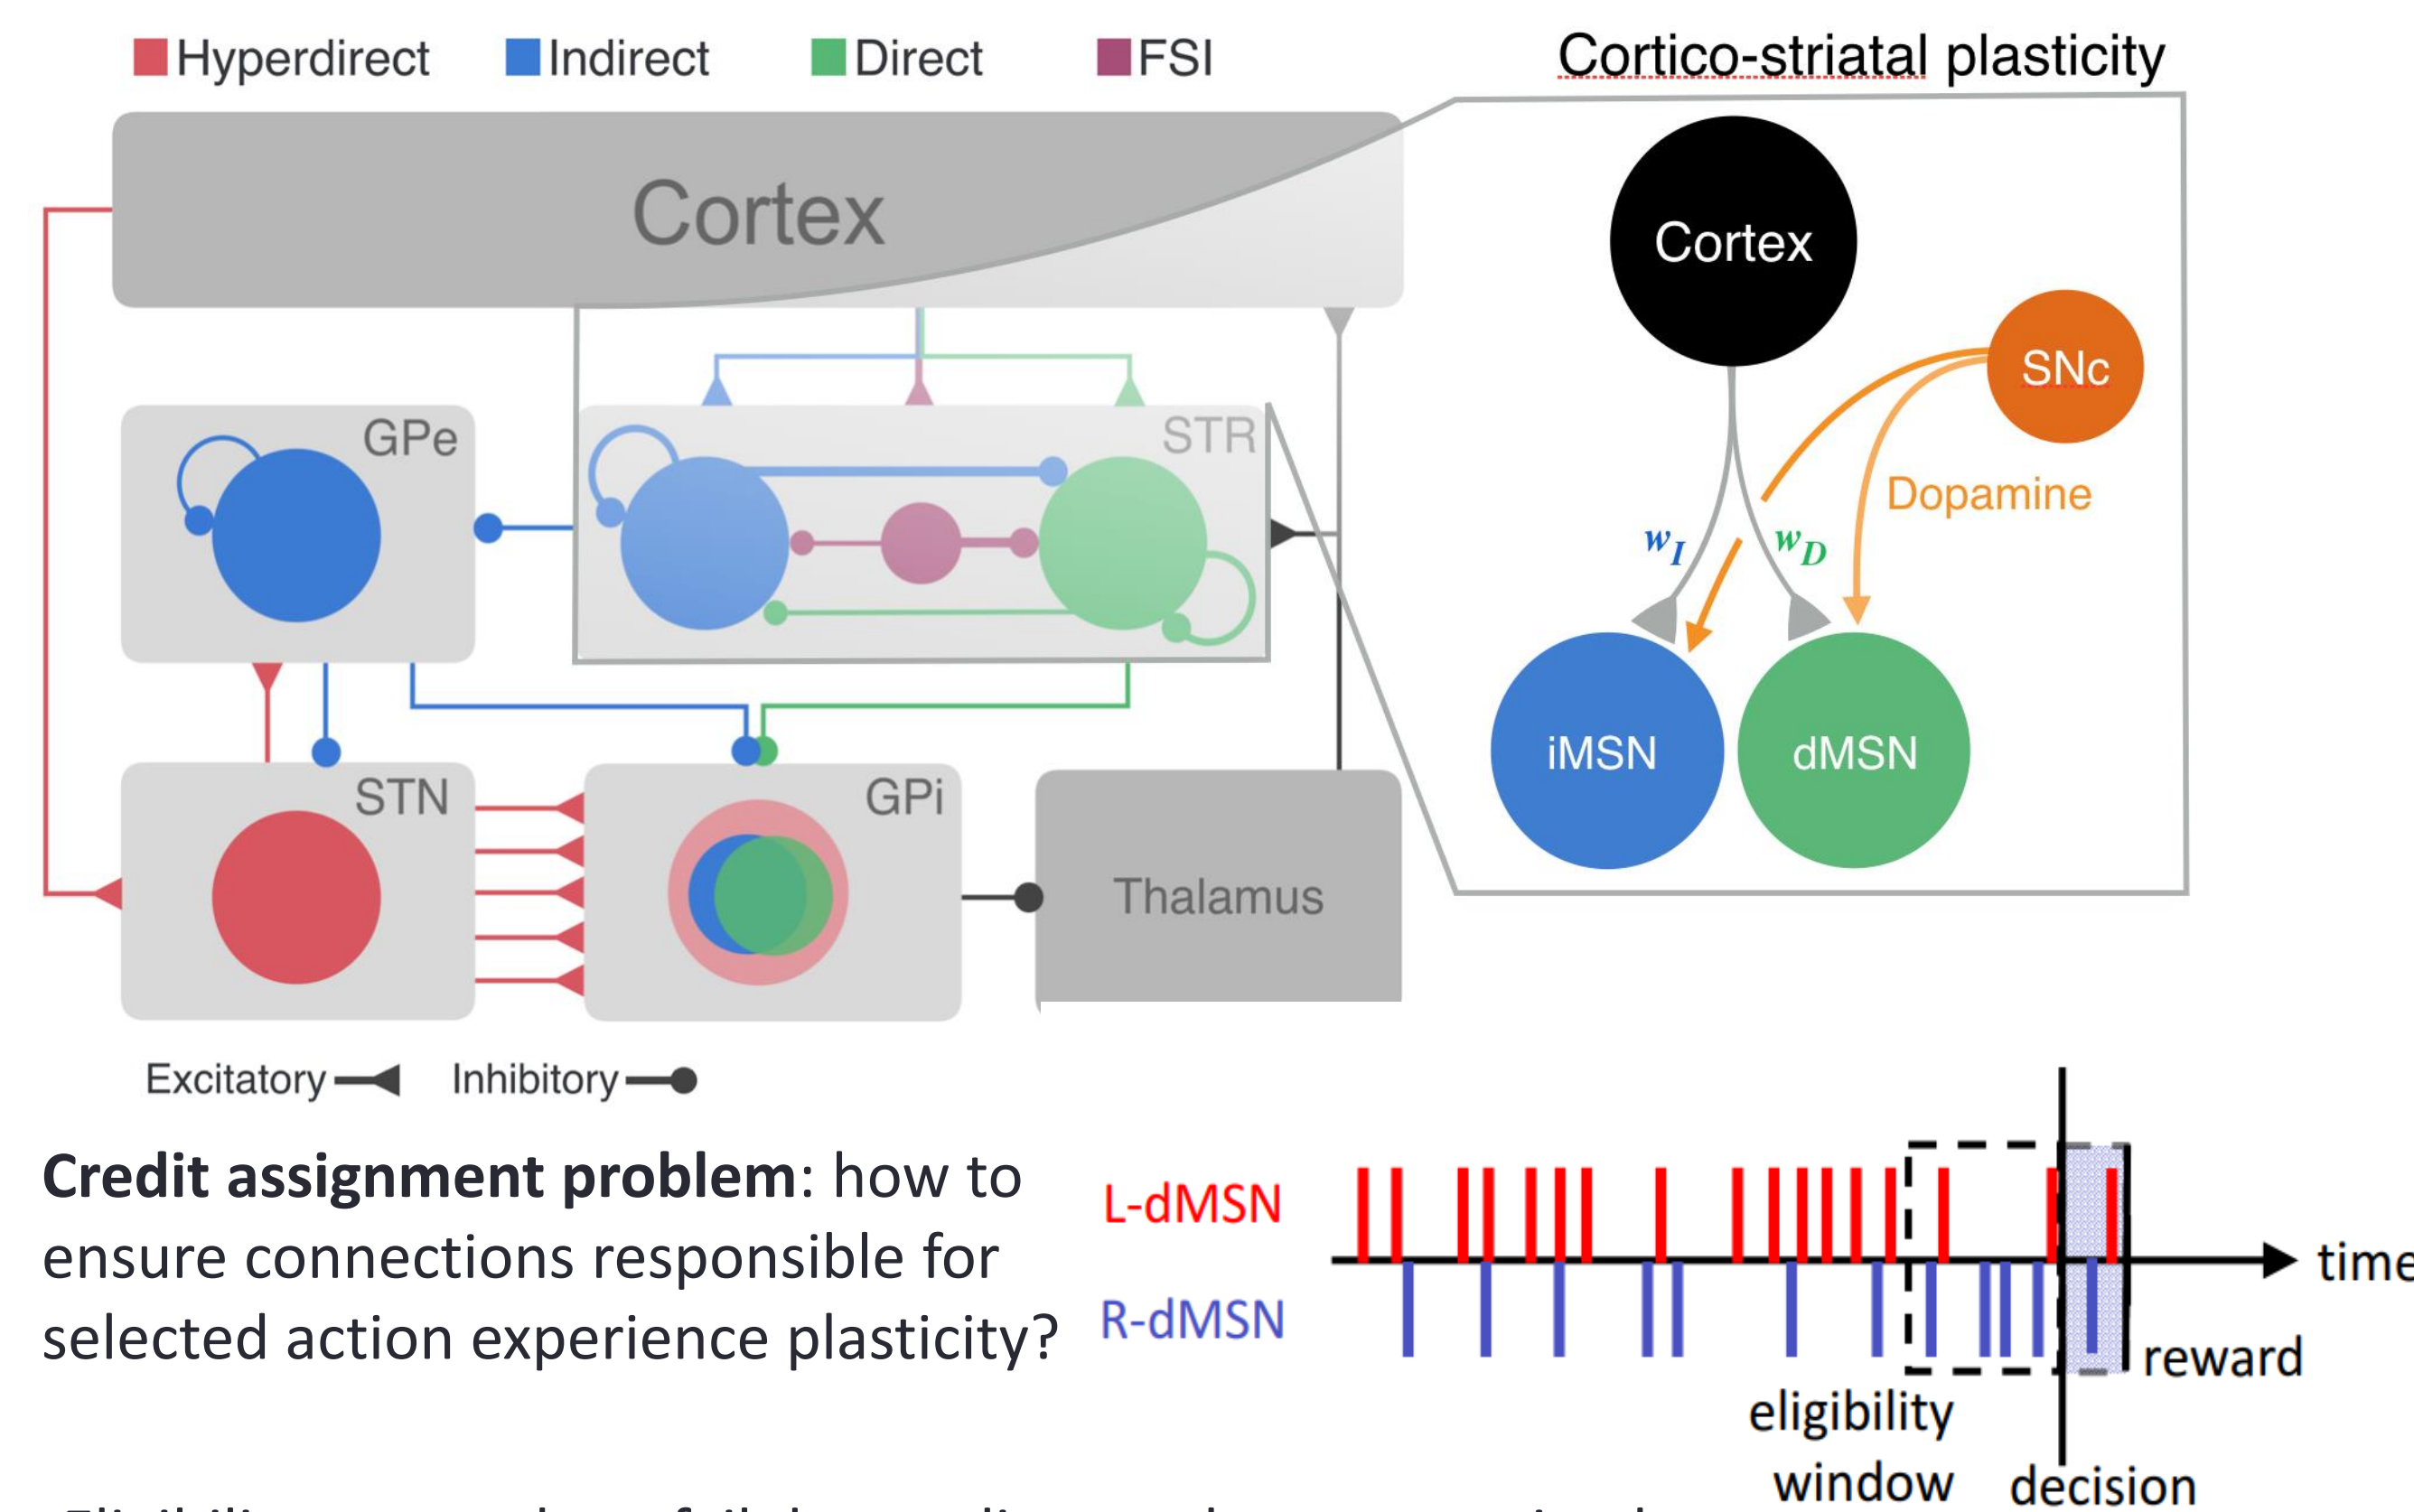 Hyperdirect Indirect Direct FSI
Cortico-striatal plasticity
Cortex
Cortex
SNc
GPe
STR
Dopamine
wI wD
iMSN dMSN
STN
GPi
Thalamus
Excitatory Inhibitory
Credit assignment problem: how to
ensure connections responsible for
selected action experience plasticity?
L-dMSN
time
R-dMSN
reward
eligibility
window
decision